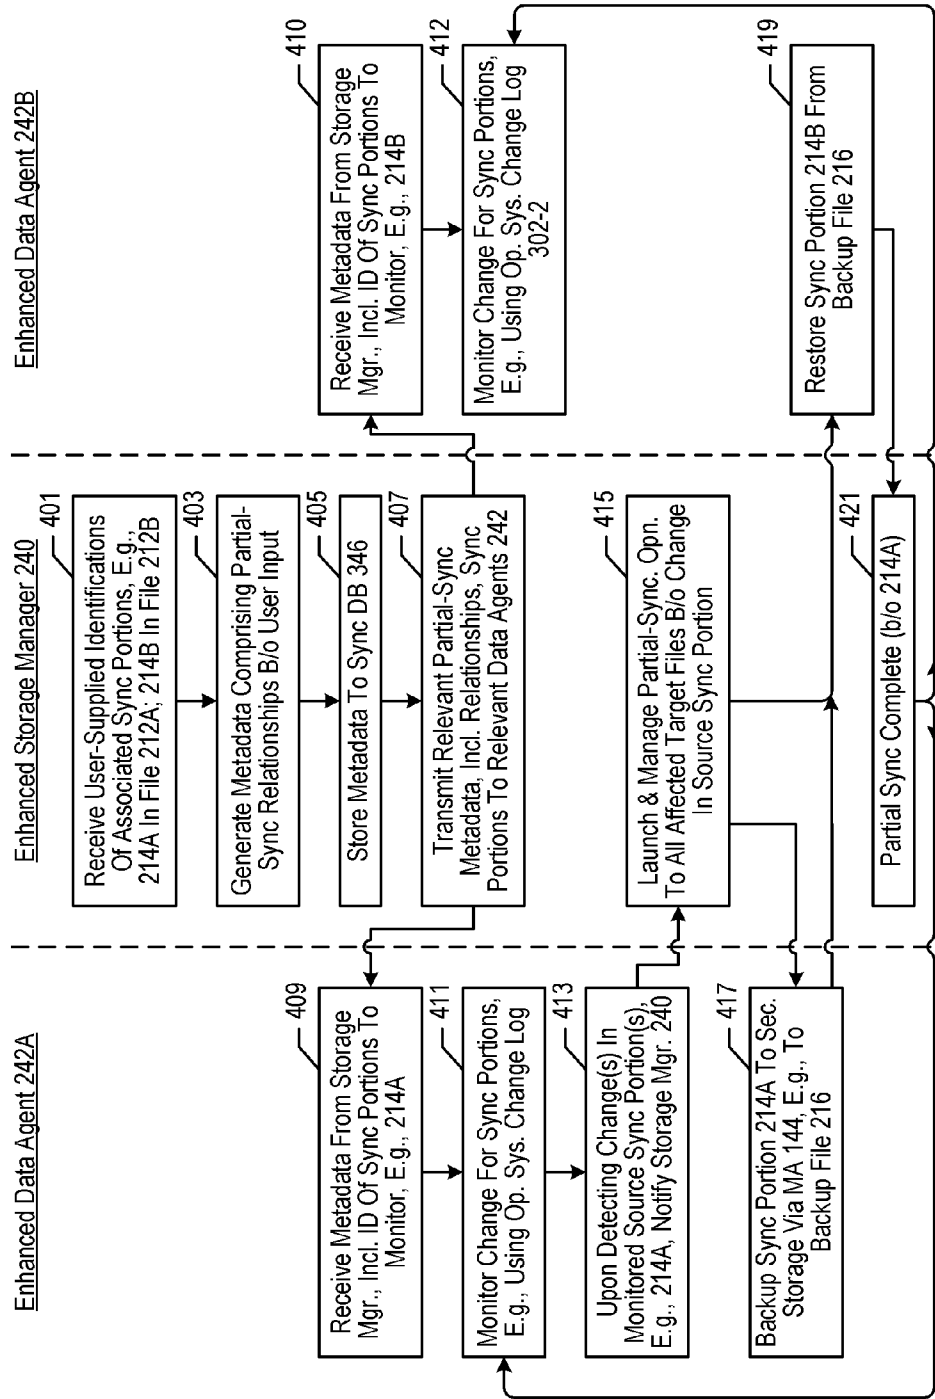 Enhanced Data Agent 242A
Enhanced Storage Manager 240
Enhanced Data Agent 242B
401
Receive User-Supplied Identifications
Of Associated Sync Portions, E.g.,
214A In File 212A; 214B In File 212B
403
Generate Metadata Comprising Partial-
Sync Relationships B/o User Input
405
Store Metadata To Sync DB 346
407
Transmit Relevant Partial-Sync
Metadata, Incl. Relationships, Sync
Portions To Relevant Data Agents 242
409
Receive Metadata From Storage
Mgr., Incl. ID Of Sync Portions To
Monitor, E.g., 214A
410
Receive Metadata From Storage
Mgr., Incl. ID Of Sync Portions To
Monitor, E.g., 214B
411
Monitor Change For Sync Portions,
E.g., Using Op. Sys. Change Log
412
Monitor Change For Sync Portions,
E.g., Using Op. Sys. Change Log
302-2
413
Upon Detecting Change(s) In
Monitored Source Sync Portion(s),
E.g., 214A, Notify Storage Mgr. 240
415
Launch & Manage Partial-Sync. Opn.
To All Affected Target Files B/o Change
In Source Sync Portion
417
Backup Sync Portion 214A To Sec.
Storage Via MA 144, E.g., To
Backup File 216
419
Restore Sync Portion 214B From
Backup File 216
421
Partial Sync Complete (b/o 214A)